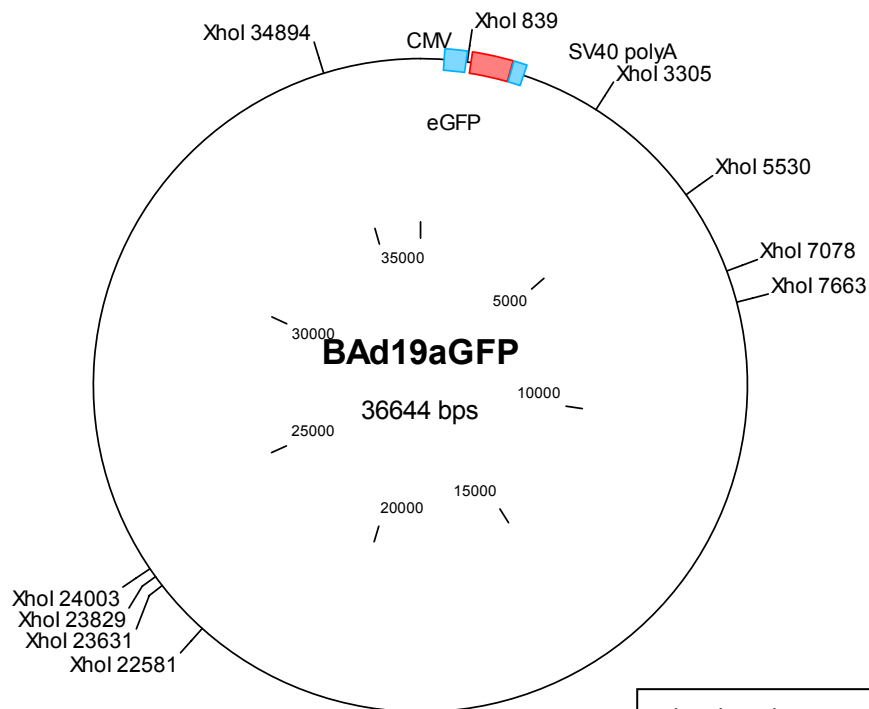 XhoI 839
XhoI 34894
CMV
SV40 polyA
XhoI 3305
eGFP
XhoI 5530
XhoI 7078
35000
XhoI 7663
5000
30000
BAd19aGFP
10000
36644 bps
25000
15000
20000
XhoI 24003
XhoI 23829
XhoI 23631
XhoI 22581